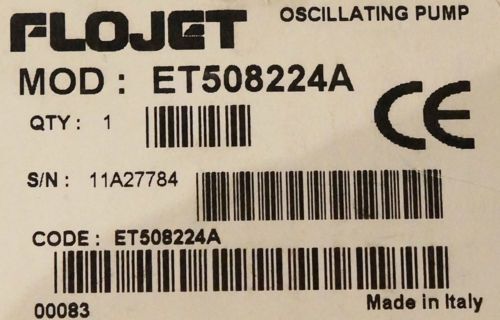 FLOJET
OSCILLATING PUMP
MOD : ET508224A
QTY : 1
CE
S/N : 11A27784
CODE : ET508224A
00083
Made in Italy